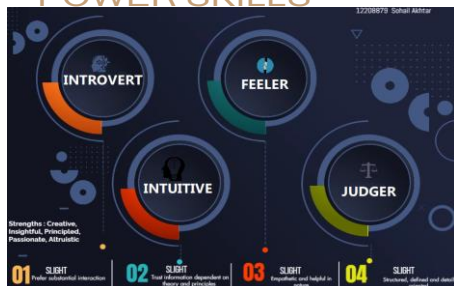 POWER SKILLS
12208879 Sohail Akhtar
INTROVERT
FEELER
INTUITIVE
JUDGER
Strengths : Creative,
Insightful, Principled,
Passionate, Altruistic
01 SLIGHT
Prefer substantial interaction
02 SLIGHT
Trust information dependent on
theory and principles
03 SLIGHT
Empathetic and helpful in
nature
04 SLIGHT
Structured, defined and detail
oriented